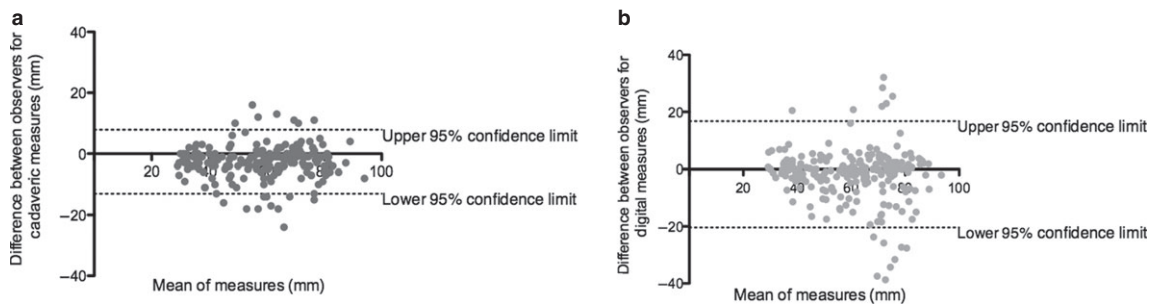 a
Difference between observers for
cadaveric measures (mm)
40
20
0
–20
–40
20
40
60
80
100
Upper 95% confidence limit
Lower 95% confidence limit
Mean of measures (mm)
b
Difference between observers for
digital measures (mm)
40
20
0
–20
–40
20
40
60
80
100
Upper 95% confidence limit
Lower 95% confidence limit
Mean of measures (mm)